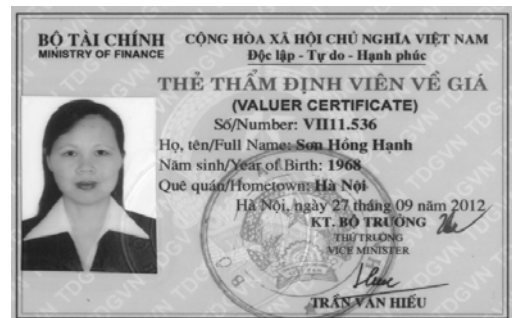 BỘ TÀI CHÍNH
MINISTRY OF FINANCE
CỘNG HÒA XÃ HỘI CHỦ NGHĨA VIỆT NAM
Độc lập - Tự do - Hạnh phúc
THẺ THẨM ĐỊNH VIÊN VỀ GIÁ
(VALUER CERTIFICATE)
Số/Number: VII11.536
Họ, tên/Full Name: Sơn Hồng Hạnh
Năm sinh/Year of Birth: 1968
Quê quán/Hometown: Hà Nội
Hà Nội, ngày 27 tháng 09 năm 2012
KT. BỘ TRƯỞNG
THỨ TRƯỞNG
VICE MINISTER
TRẦN VĂN HIẾU